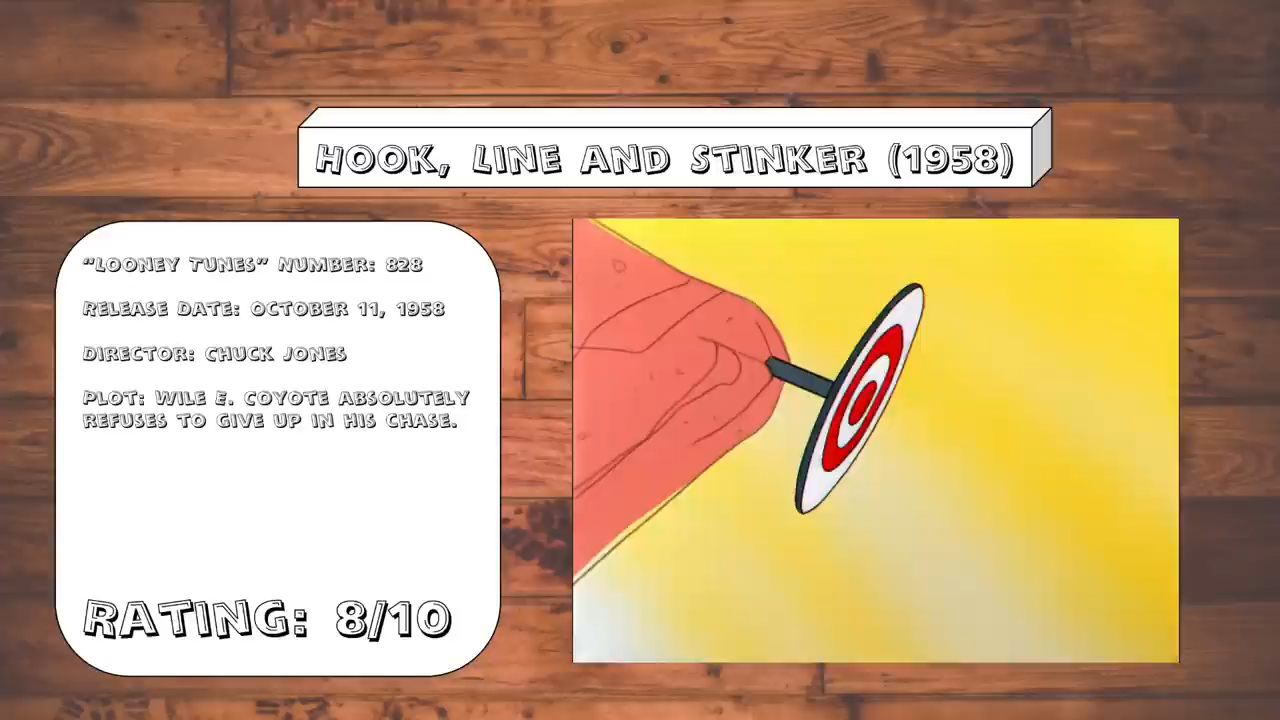 HOOK, LINE AND STINKER (1958)
"LOONEY TUNES" NUMBER: 828
RELEASE DATE: OCTOBER 11, 1958
DIRECTOR: CHUCK JONES
PLOT: WILE E. COYOTE ABSOLUTELY
REFUSES TO GIVE UP IN HIS CHASE.
RATING: 8/10